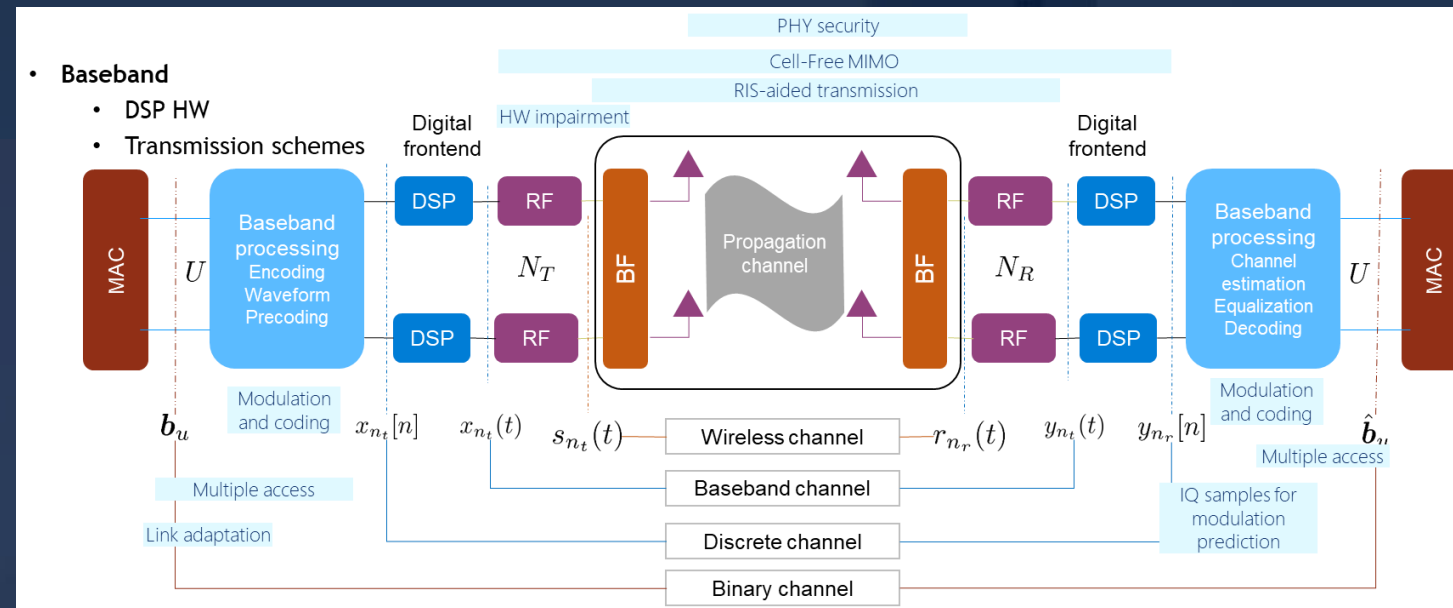 PHY security
Cell-Free MIMO
RIS-aided transmission
HW impairment
• Baseband
• DSP HW
• Transmission schemes
Digital
frontend
Digital
frontend
MAC
U
Baseband
processing
Encoding
Waveform
Precoding
DSP
RF
DSP
RF
N_T
BF
Propagation
channel
BF
N_R
RF
DSP
RF
DSP
Baseband
processing
Channel
estimation
Equalization
Decoding
U
MAC
Modulation
and coding
Modulation
and coding
b_u
x_{n_t}[n]
x_{n_t}(t)
s_{n_t}(t)
Wireless channel
r_{n_r}(t)
y_{n_t}(t)
y_{n_r}[n]
b̂_u
Multiple access
Multiple access
Baseband channel
Link adaptation
IQ samples for
modulation
prediction
Discrete channel
Binary channel